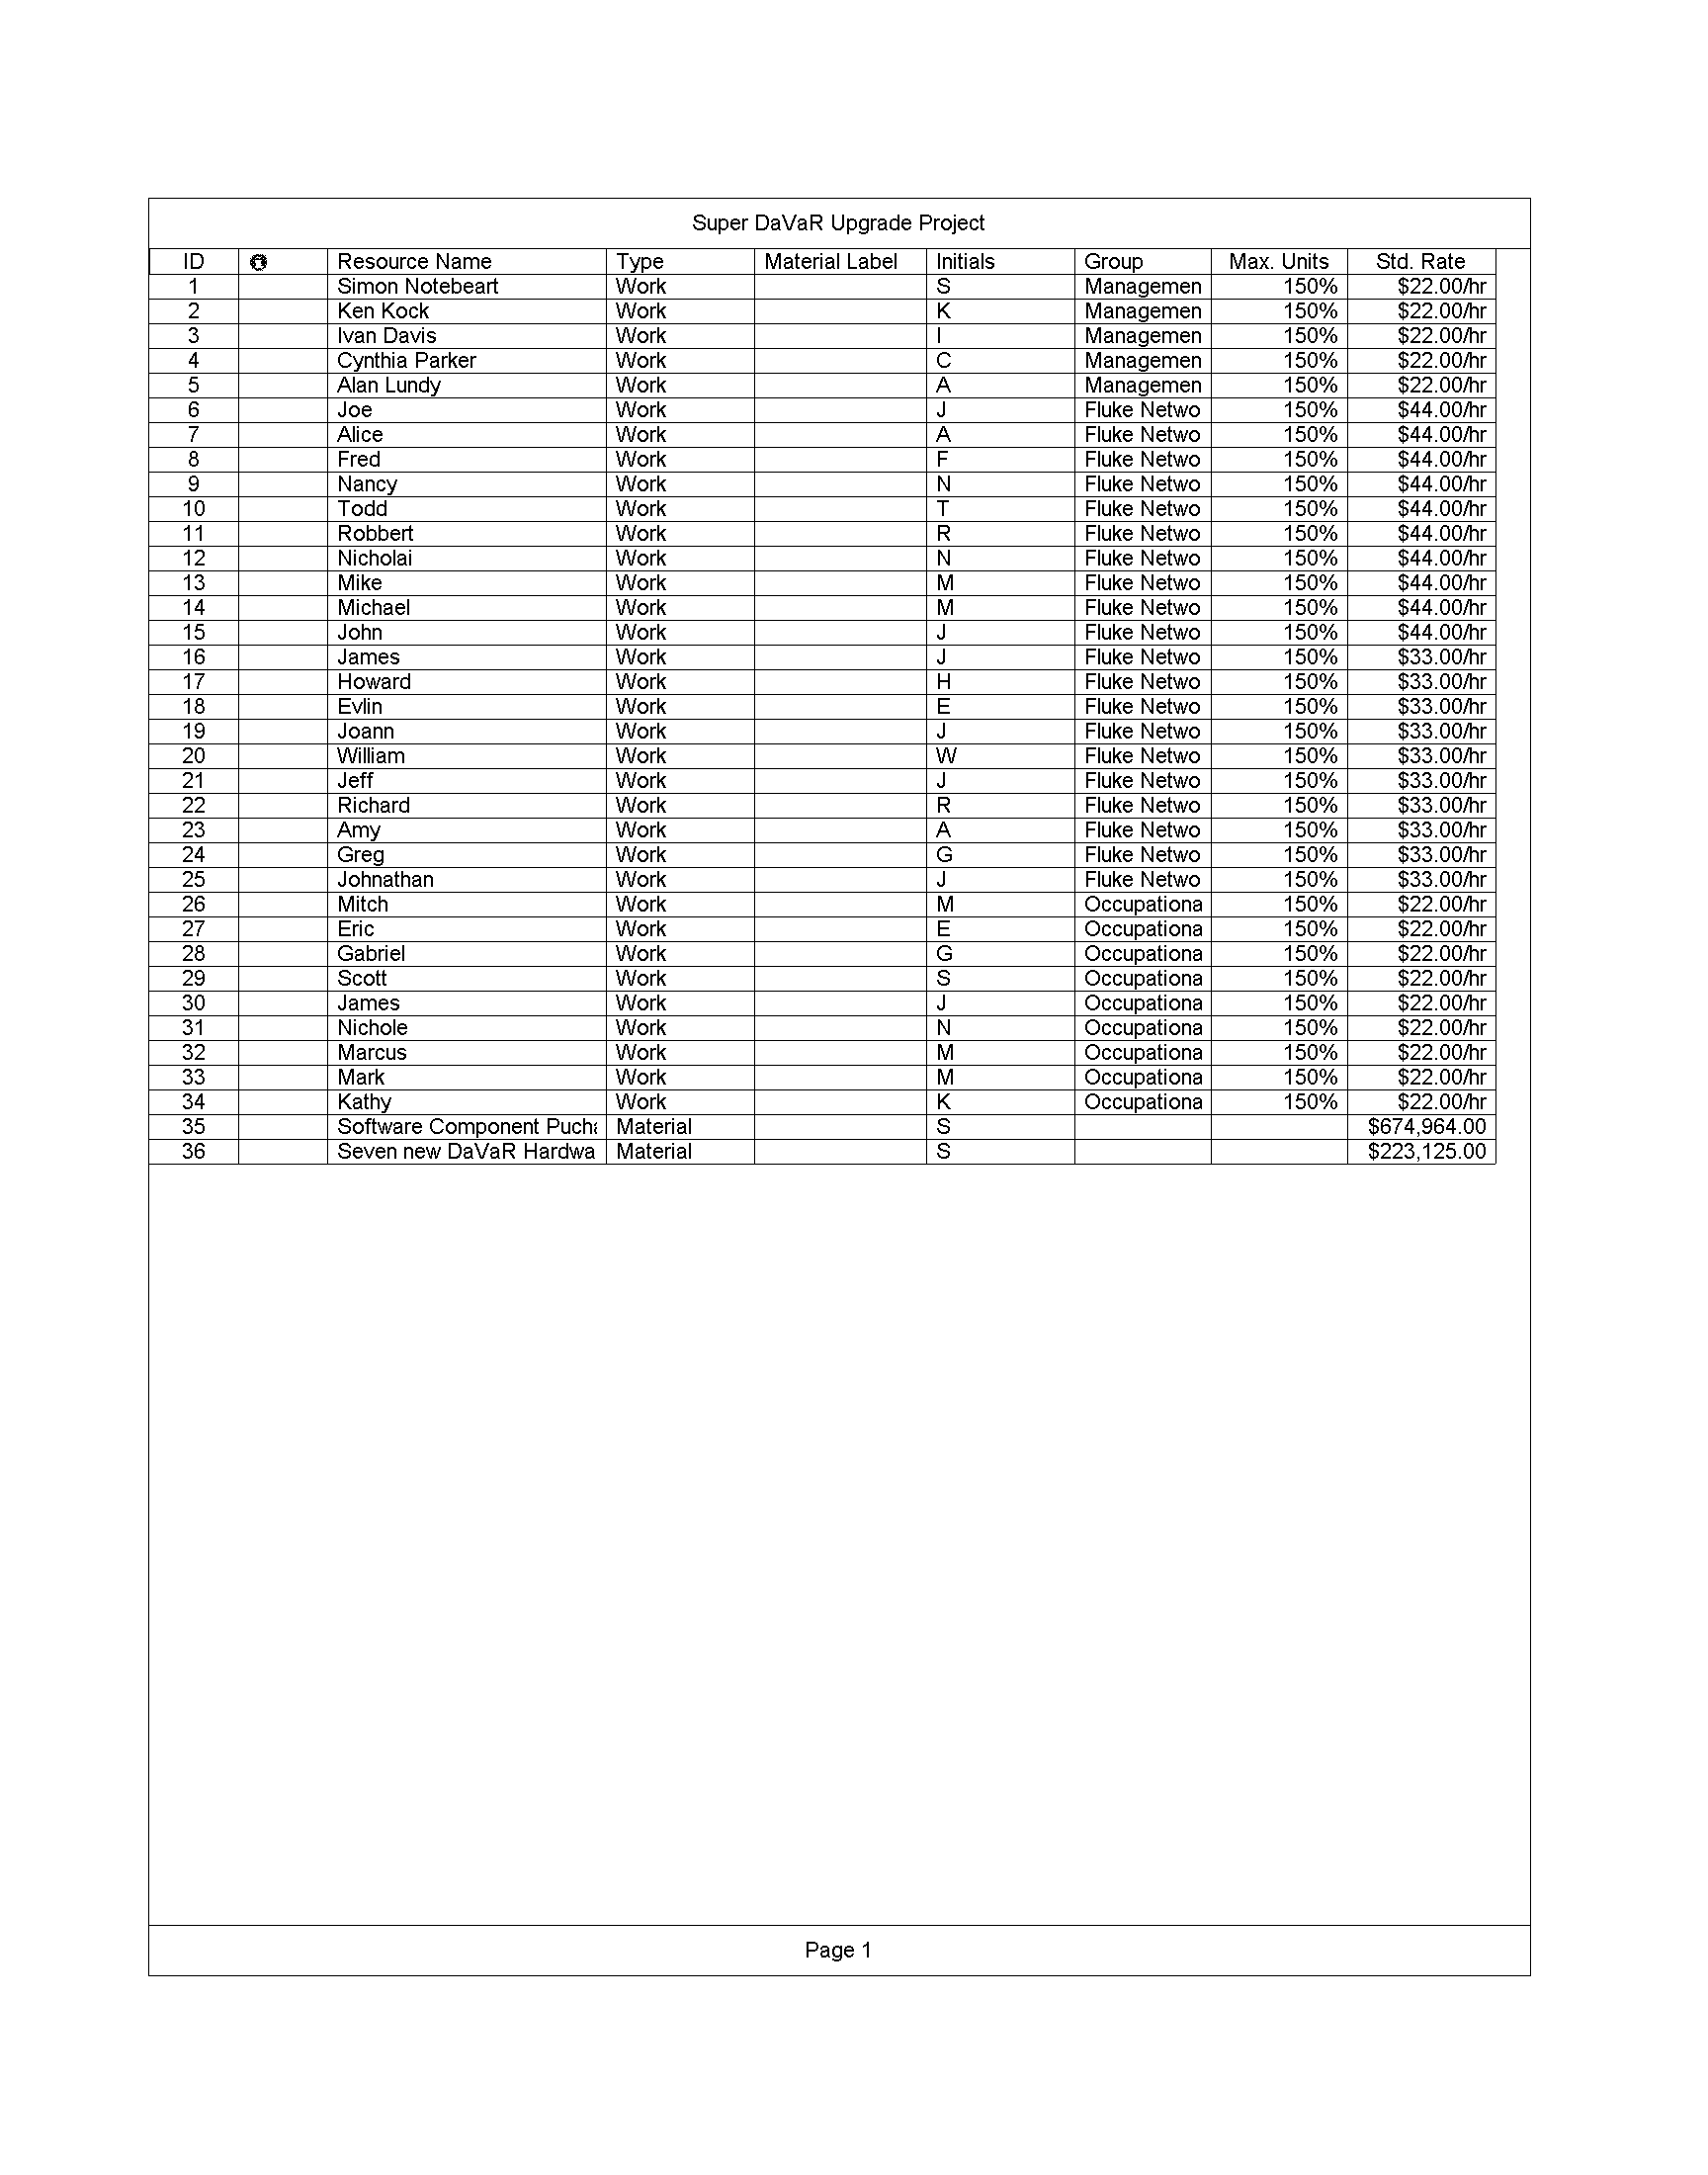 Super DaVaR Upgrade Project
ID Resource Name Type Material Label Initials Group Max. Units Std. Rate
1 Simon Notebeart Work S Managemen 150% $22.00/hr
2 Ken Kock Work K Managemen 150% $22.00/hr
3 Ivan Davis Work I Managemen 150% $22.00/hr
4 Cynthia Parker Work C Managemen 150% $22.00/hr
5 Alan Lundy Work A Managemen 150% $22.00/hr
6 Joe Work J Fluke Netwo 150% $44.00/hr
7 Alice Work A Fluke Netwo 150% $44.00/hr
8 Fred Work F Fluke Netwo 150% $44.00/hr
9 Nancy Work N Fluke Netwo 150% $44.00/hr
10 Todd Work T Fluke Netwo 150% $44.00/hr
11 Robbert Work R Fluke Netwo 150% $44.00/hr
12 Nicholai Work N Fluke Netwo 150% $44.00/hr
13 Mike Work M Fluke Netwo 150% $44.00/hr
14 Michael Work M Fluke Netwo 150% $44.00/hr
15 John Work J Fluke Netwo 150% $44.00/hr
16 James Work J Fluke Netwo 150% $33.00/hr
17 Howard Work H Fluke Netwo 150% $33.00/hr
18 Evlin Work E Fluke Netwo 150% $33.00/hr
19 Joann Work J Fluke Netwo 150% $33.00/hr
20 William Work W Fluke Netwo 150% $33.00/hr
21 Jeff Work J Fluke Netwo 150% $33.00/hr
22 Richard Work R Fluke Netwo 150% $33.00/hr
23 Amy Work A Fluke Netwo 150% $33.00/hr
24 Greg Work G Fluke Netwo 150% $33.00/hr
25 Johnathan Work J Fluke Netwo 150% $33.00/hr
26 Mitch Work M Occupationa 150% $22.00/hr
27 Eric Work E Occupationa 150% $22.00/hr
28 Gabriel Work G Occupationa 150% $22.00/hr
29 Scott Work S Occupationa 150% $22.00/hr
30 James Work J Occupationa 150% $22.00/hr
31 Nichole Work N Occupationa 150% $22.00/hr
32 Marcus Work M Occupationa 150% $22.00/hr
33 Mark Work M Occupationa 150% $22.00/hr
34 Kathy Work K Occupationa 150% $22.00/hr
35 Software Component Pucha Material S $674,964.00
36 Seven new DaVaR Hardwa Material S $223,125.00
Page 1